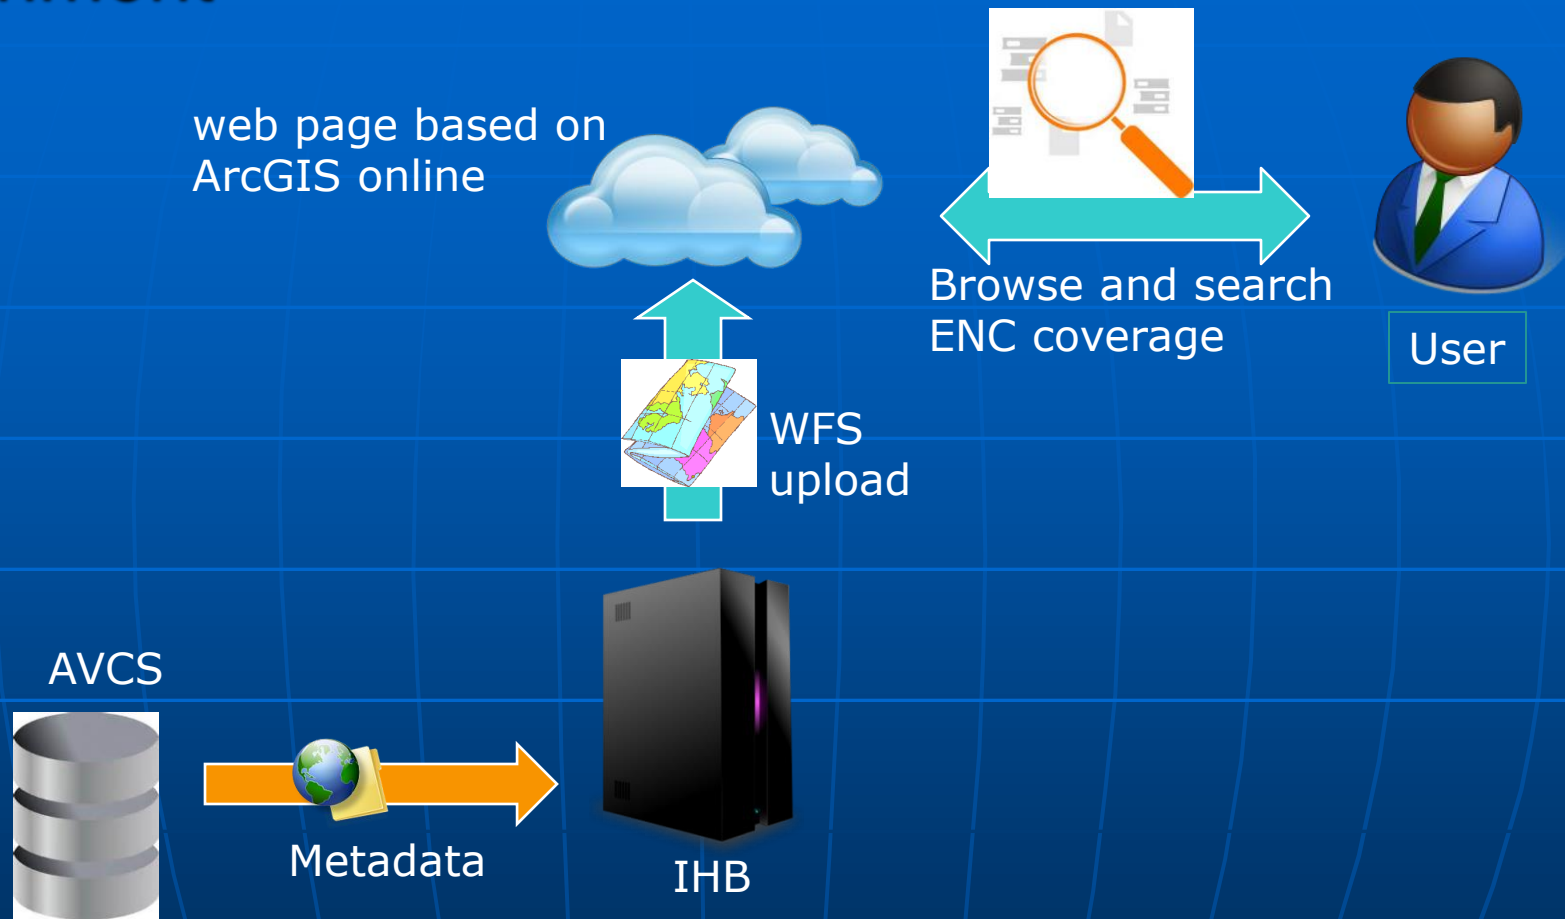 web page based on
ArcGIS online
Browse and search
ENC coverage
User
WFS
upload
AVCS
Metadata
IHB